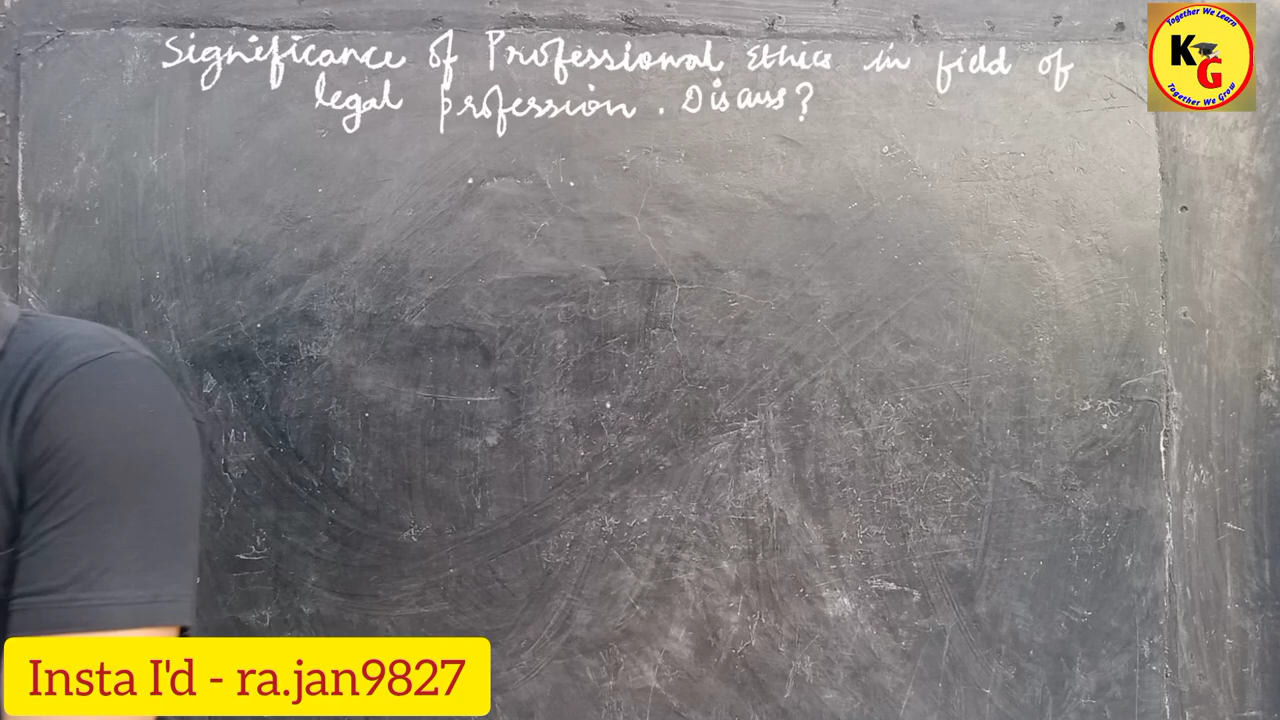 Significance of Professional Ethics in field of
legal profession. Discuss?
Together We Learn
KG
Together We Grow
Insta I'd - ra.jan9827